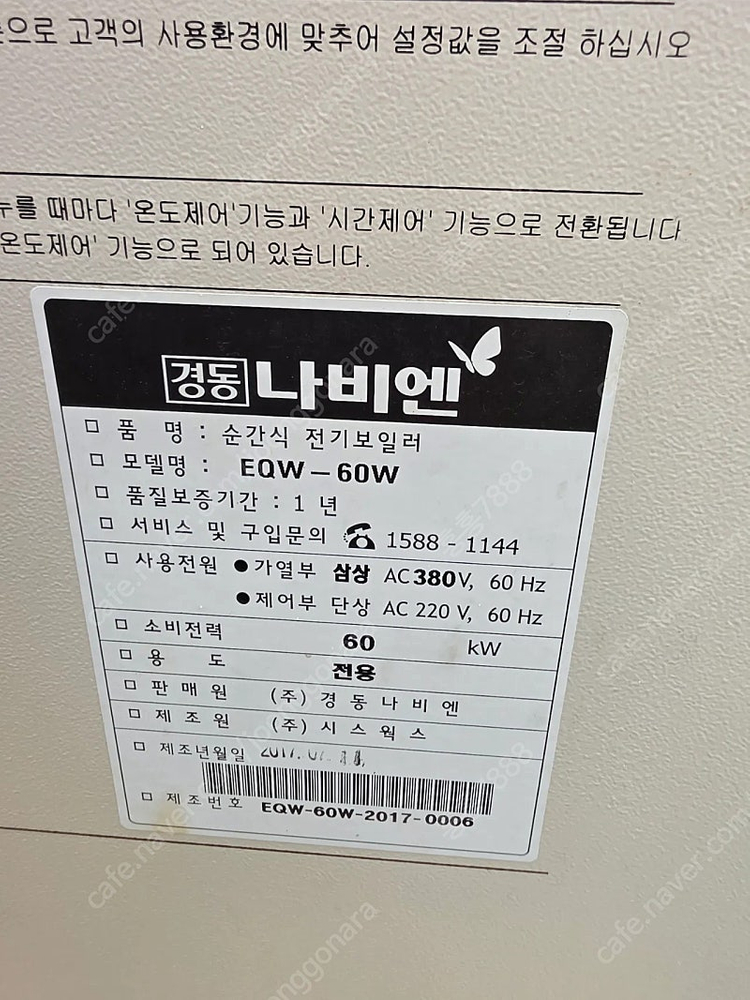 으로 고객의 사용환경에 맞추어 설정값을 조절 하십시오
누를 때마다 '온도제어'기능과 '시간제어' 기능으로 전환됩니다
온도제어' 기능으로 되어 있습니다.
경동 나비엔
품 명 : 순간식 전기보일러
모델명 : EQW-60W
품질보증기간 : 1 년
서비스 및 구입문의 ☎ 1588 - 1144
사용전원 ● 가열부 삼상 AC 380V, 60 Hz
● 제어부 단상 AC 220 V, 60 Hz
소비전력 60 kW
용 도 전용
판 매 원 (주) 경 동 나 비 엔
제 조 원 (주) 시 스 웍 스
제조년월일 2017.
제 조 번 호 EQW-60W-2017-0006
cafe.naver.com
joonggonara